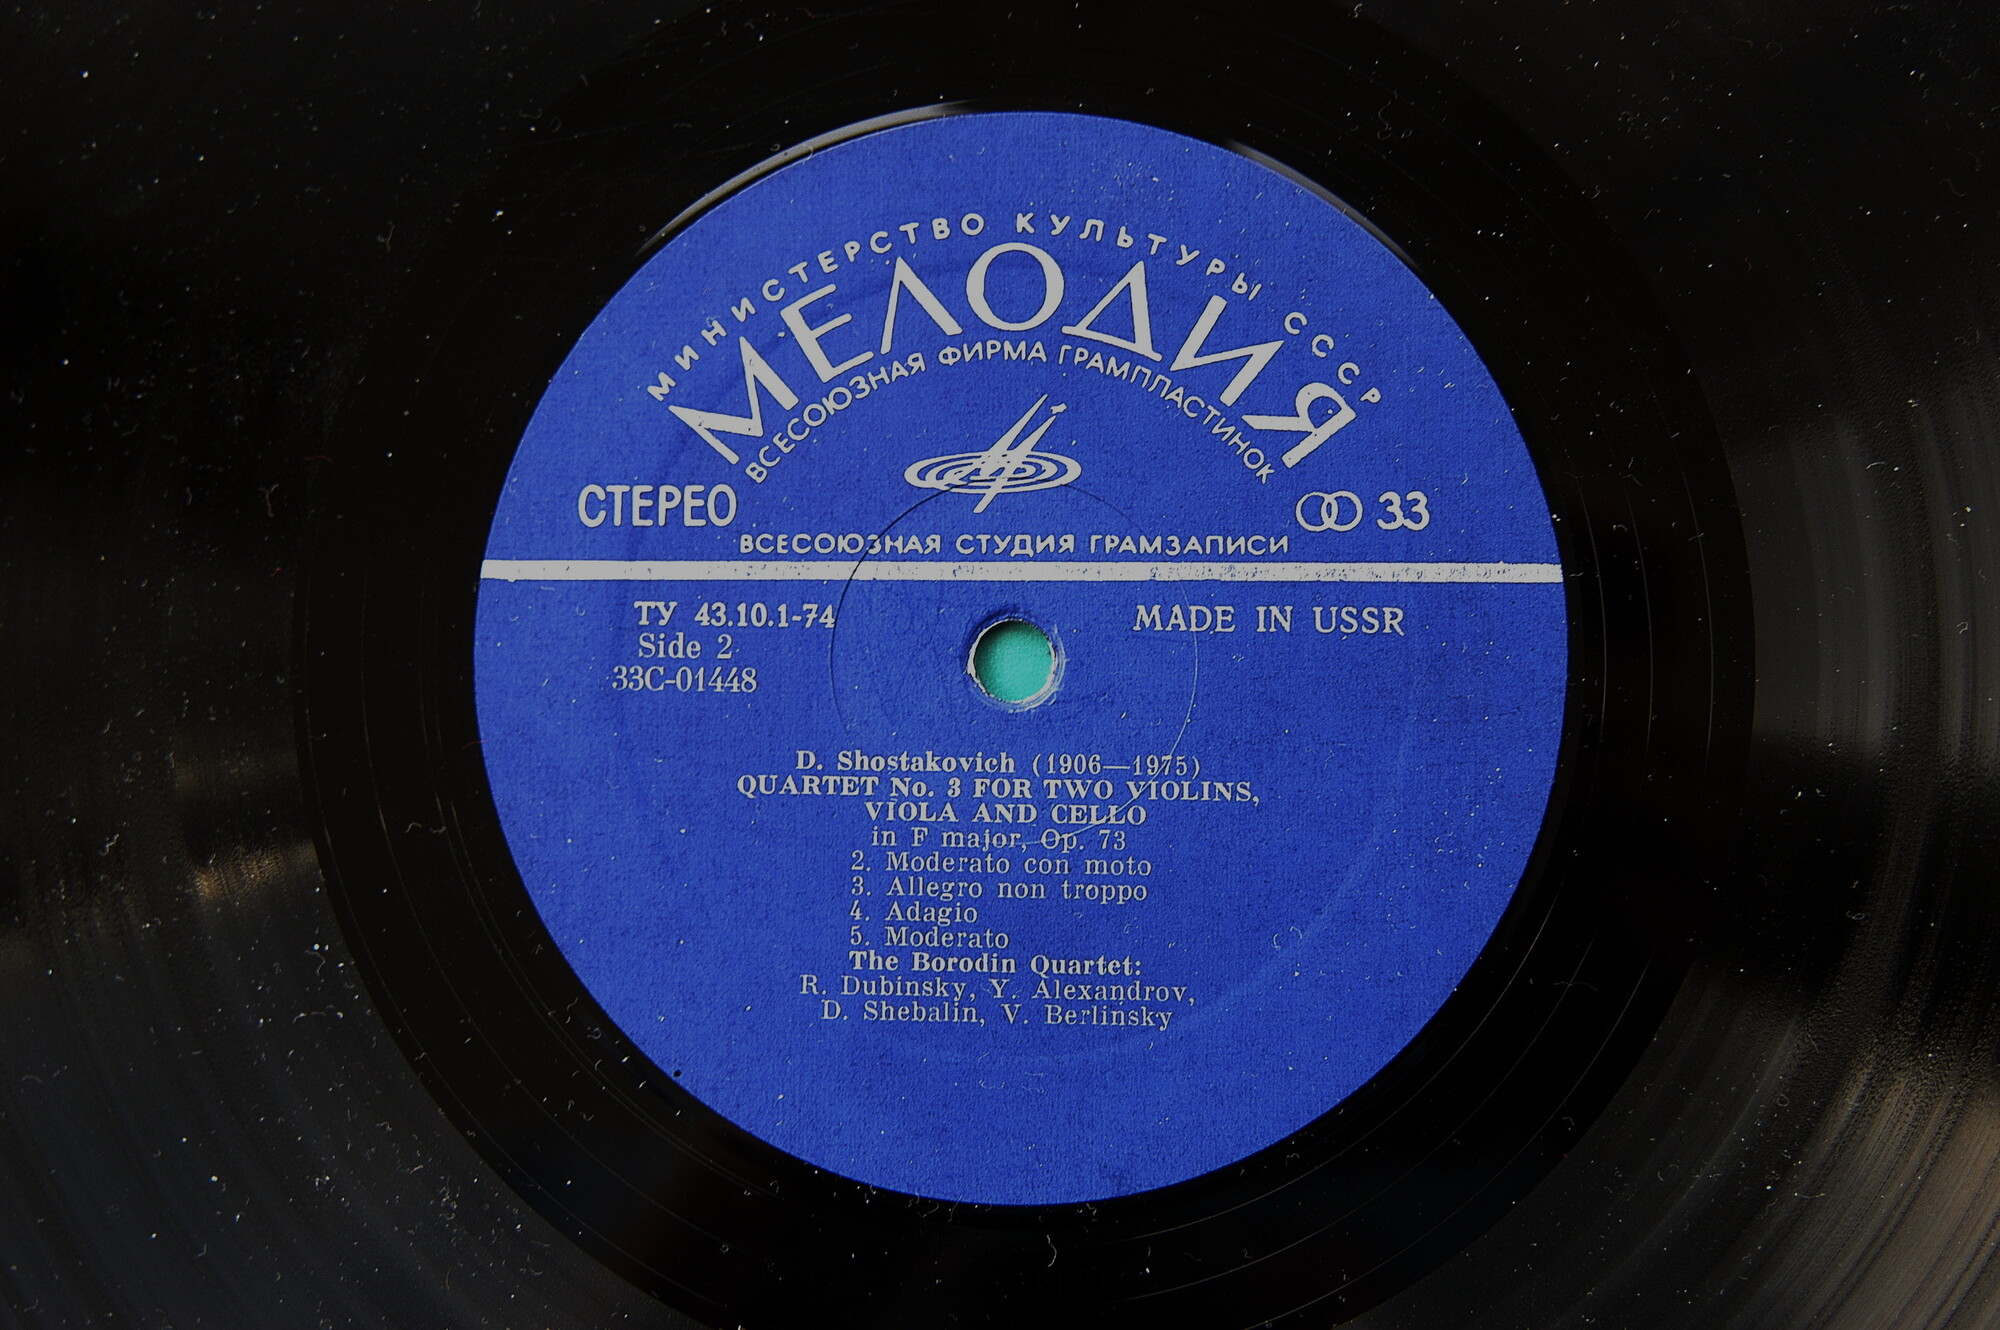 МИНИСТЕРСТВО КУЛЬТУРЫ СССР
МЕЛОДИЯ
ВСЕСОЮЗНАЯ ФИРМА ГРАМПЛАСТИНОК
СТЕРЕО
33
ВСЕСОЮЗНАЯ СТУДИЯ ГРАМЗАПИСИ
ТУ 43.10.1-74
MADE IN USSR
Side 2
33С-01448
D. Shostakovich (1906—1975)
QUARTET No. 3 FOR TWO VIOLINS,
VIOLA AND CELLO
in F major, Op. 73
2. Moderato con moto
3. Allegro non troppo
4. Adagio
5. Moderato
The Borodin Quartet:
R. Dubinsky, Y. Alexandrov,
D. Shebalin, V. Berlinsky